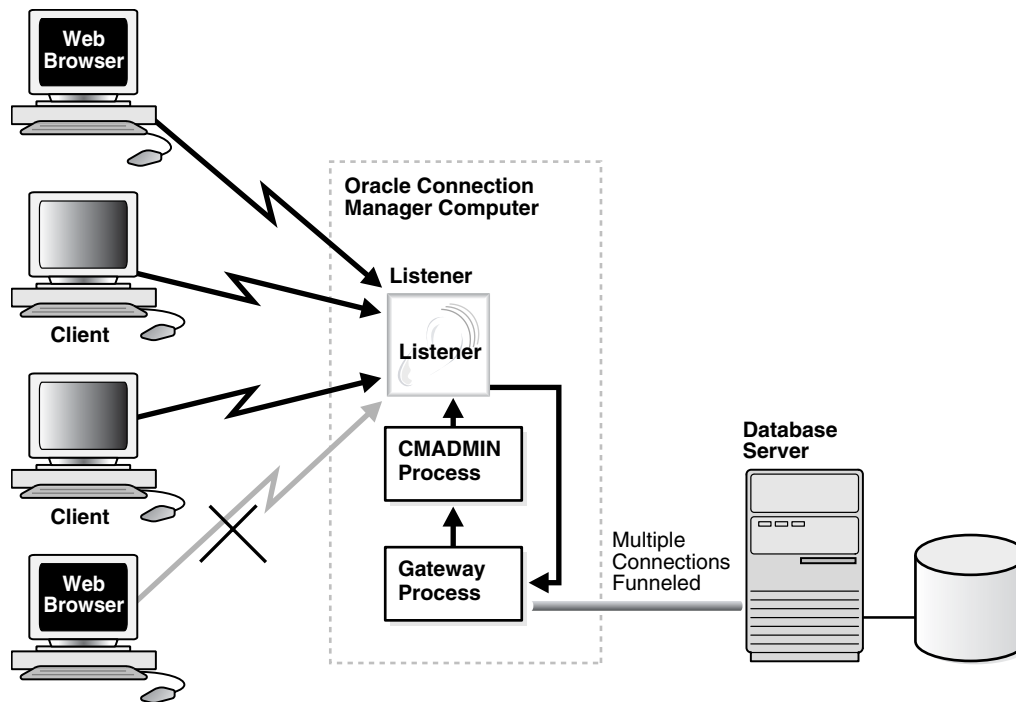 Web
Browser
Client
Client
Web
Browser
Oracle Connection
Manager Computer
Listener
Listener
CMADMIN
Process
Gateway
Process
Multiple
Connections
Funneled
Database
Server